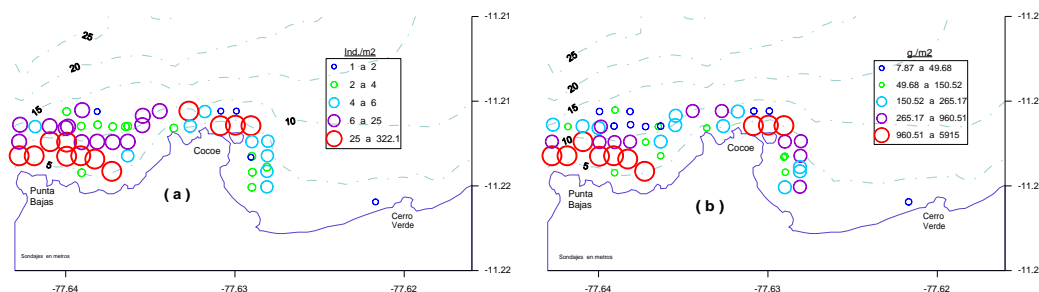 -11.21
25
20
15
10
5
Ind./m2
1 a 2
2 a 4
4 a 6
6 a 25
25 a 322.1
-11.21
Cocoe
Punta
Bajas
( a )
-11.22
Cerro
Verde
Sondajes en metros
-11.22
-77.64
-77.63
-77.62
-11.2
25
20
15
10
5
g./m2
7.87 a 49.68
49.68 a 150.52
150.52 a 265.17
265.17 a 960.51
960.51 a 5915
-11.2
Cocoe
Punta
Bajas
( b )
-11.2
Cerro
Verde
Sondajes en metros
-11.2
-77.64
-77.63
-77.62